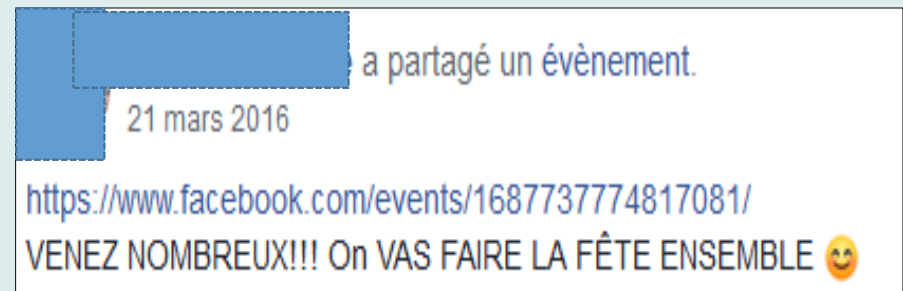 a partagé un évènement.
21 mars 2016
https://www.facebook.com/events/1687737774817081/
VENEZ NOMBREUX!!! On VAS FAIRE LA FÊTE ENSEMBLE 😊